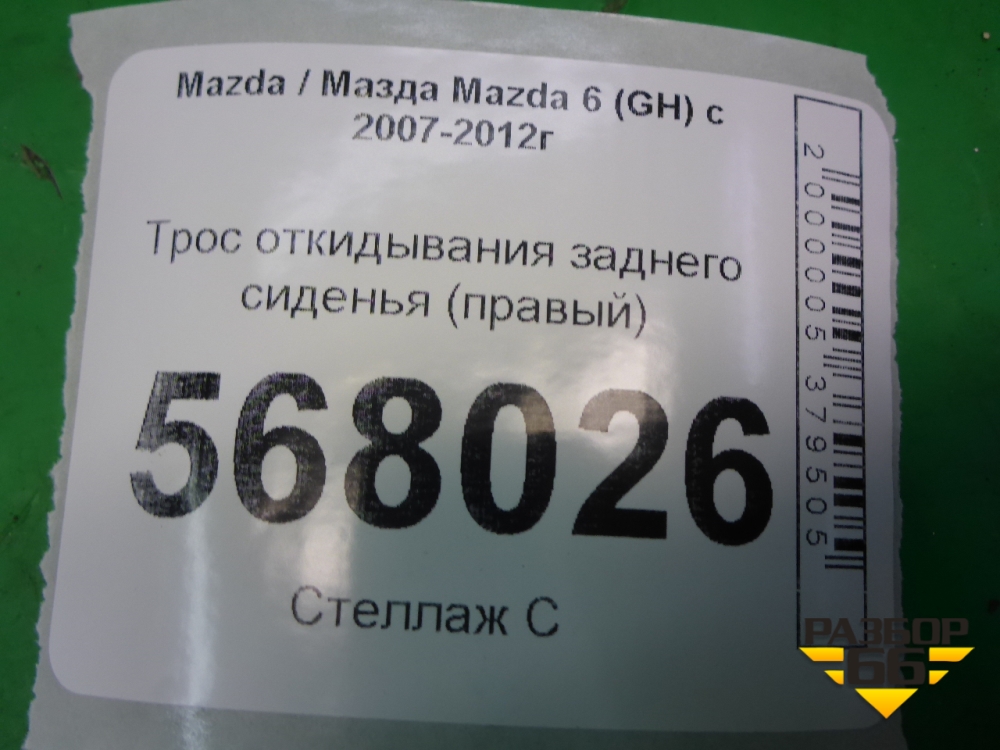 Mazda / Мазда Mazda 6 (GH) с
2007-2012г
Трос откидывания заднего
сиденья (правый)
568026
Стеллаж С
2000005379505
РАЗБОР
66